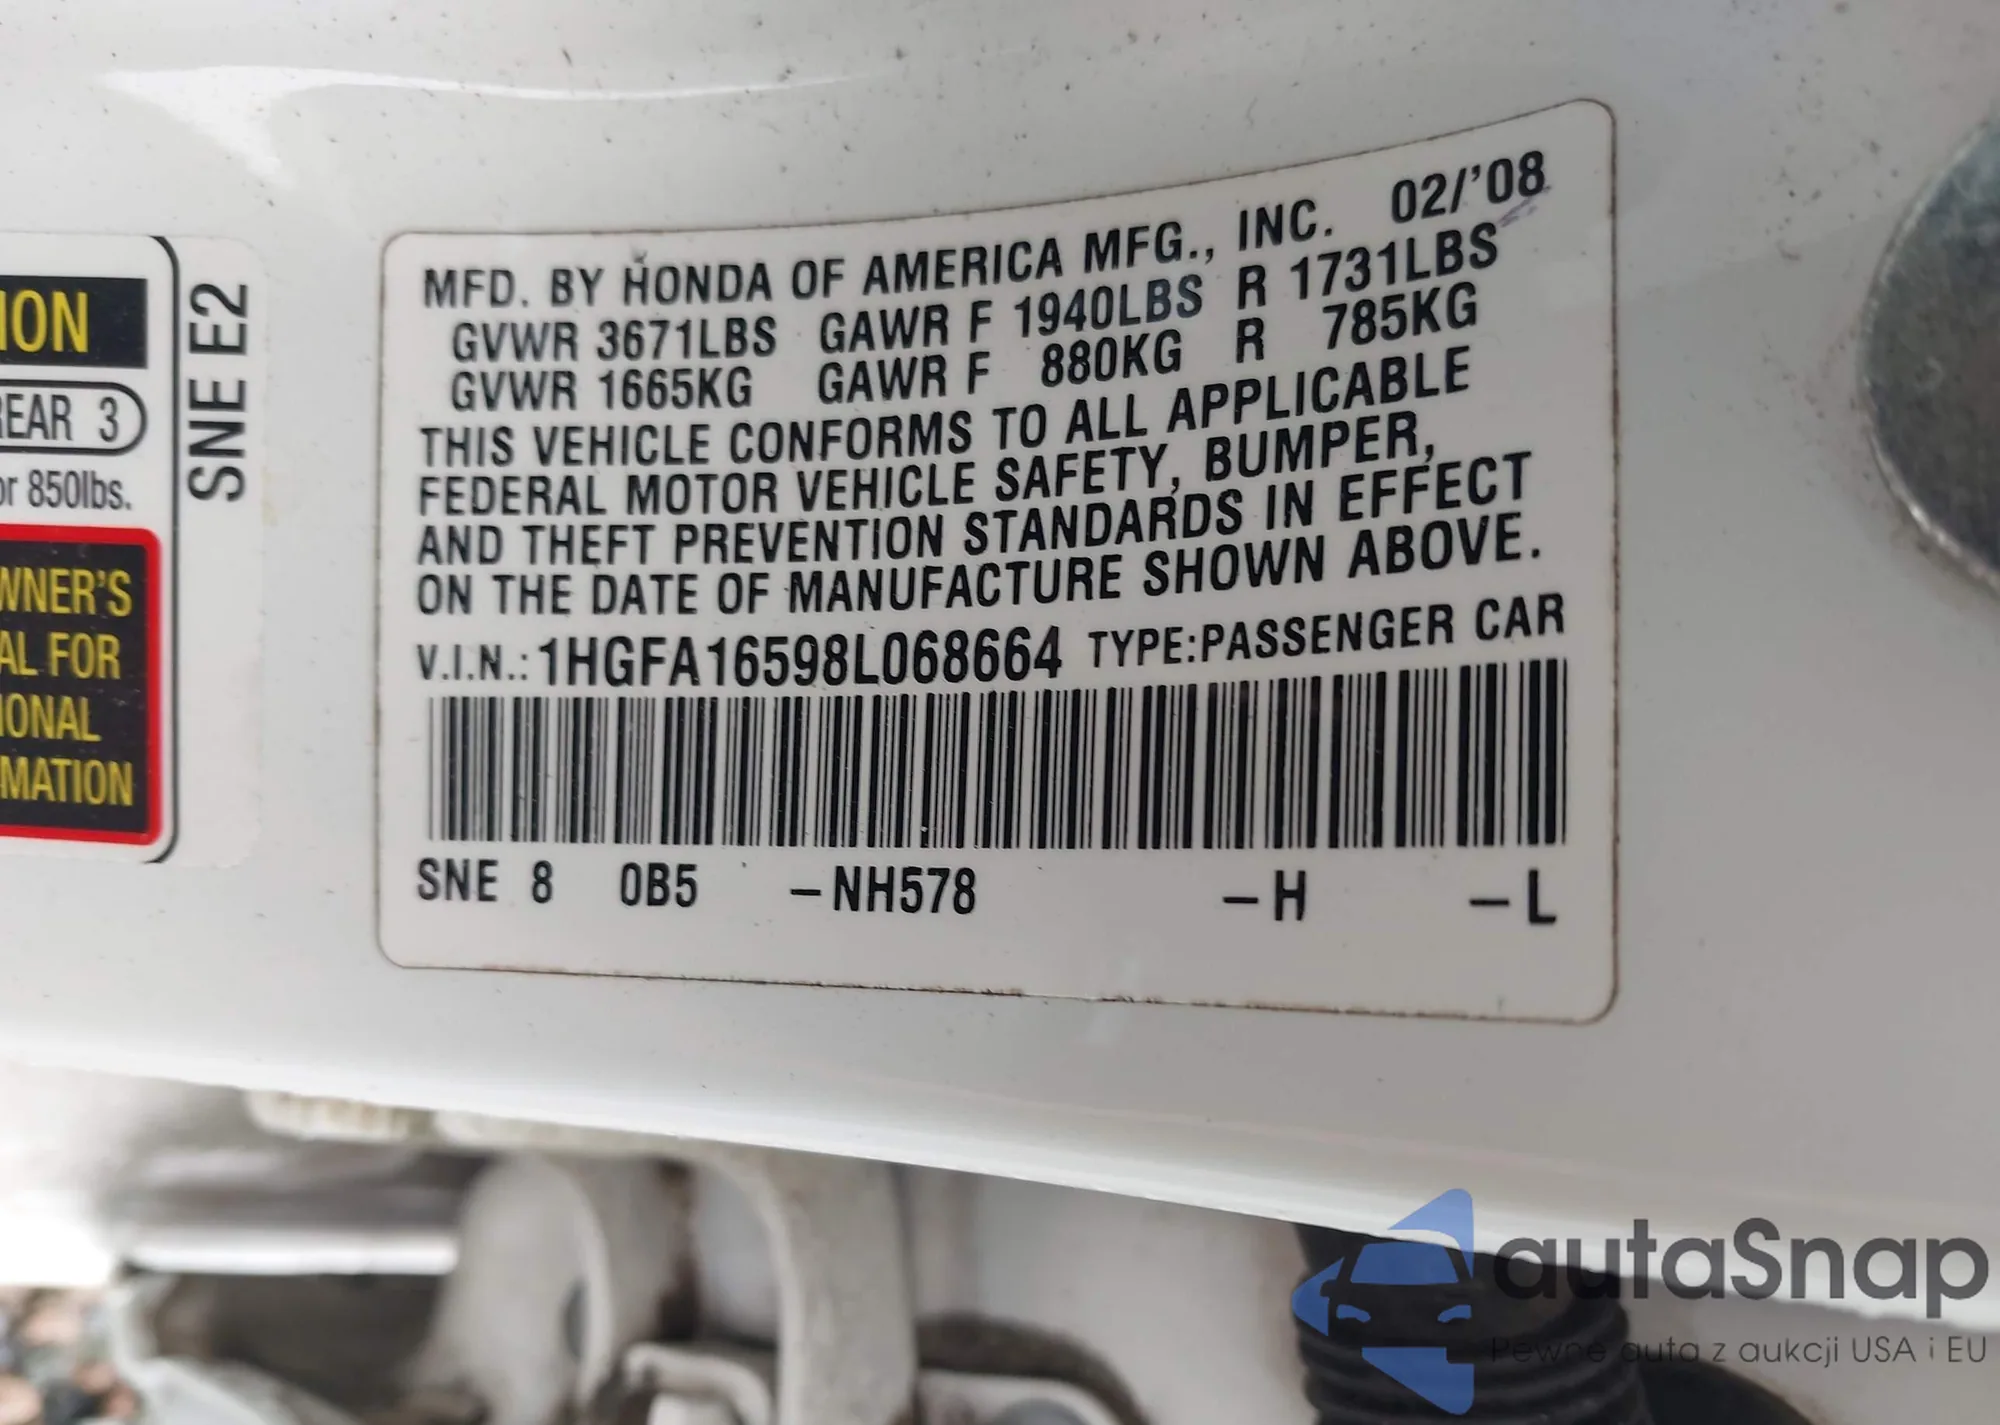 ION
REAR 3
or 850lbs.
WNER'S
AL FOR
IONAL
MATION
SNE E2
MFD. BY HONDA OF AMERICA MFG., INC. 02/'08
GVWR 3671LBS GAWR F 1940LBS R 1731LBS
GVWR 1665KG GAWR F 880KG R 785KG
THIS VEHICLE CONFORMS TO ALL APPLICABLE
FEDERAL MOTOR VEHICLE SAFETY, BUMPER,
AND THEFT PREVENTION STANDARDS IN EFFECT
ON THE DATE OF MANUFACTURE SHOWN ABOVE.
V.I.N.: 1HGFA16598L068664 TYPE:PASSENGER CAR
SNE 8 0B5 –NH578 –H –L
autaSnap
Pewne auta z aukcji USA i EU